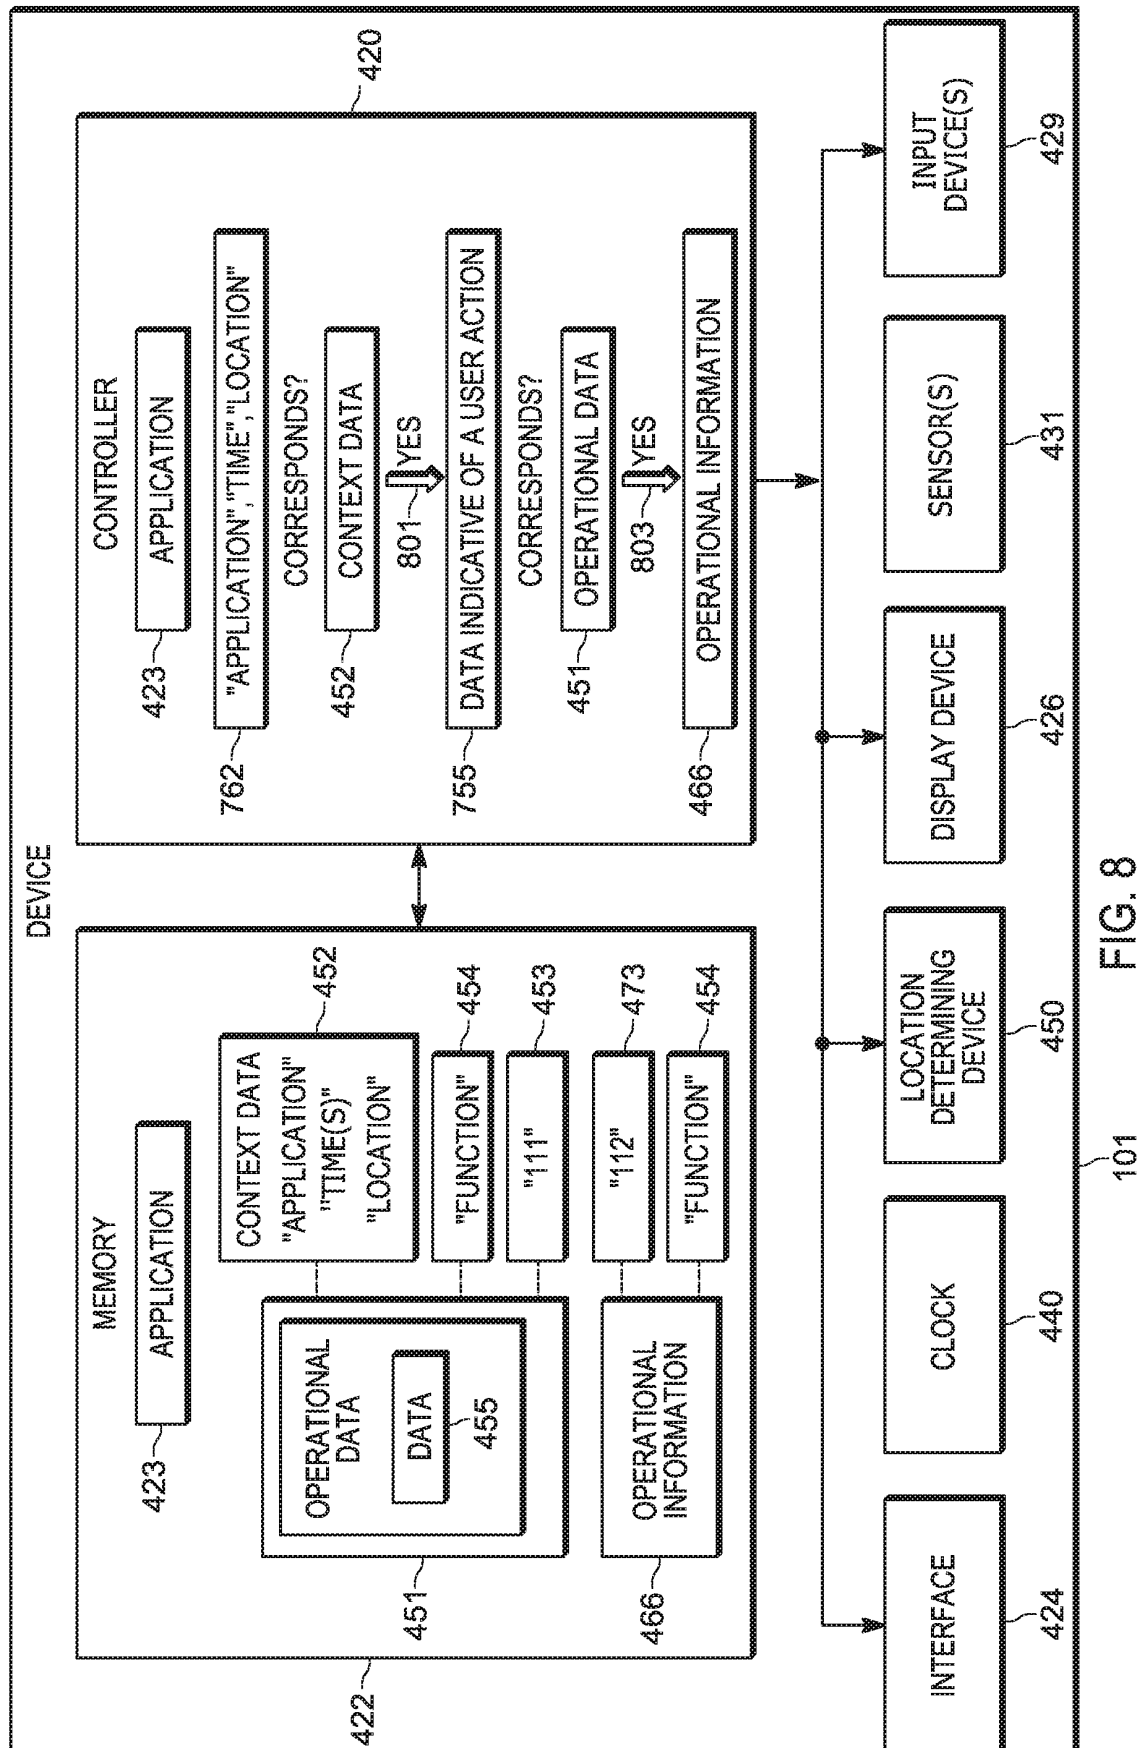 DEVICE
MEMORY
APPLICATION
423
CONTEXT DATA
"APPLICATION"
"TIME(S)"
"LOCATION"
452
OPERATIONAL
DATA
DATA
455
451
"FUNCTION"
454
"111"
453
OPERATIONAL
INFORMATION
466
"112"
473
"FUNCTION"
454
422
CONTROLLER
APPLICATION
423
"APPLICATION","TIME","LOCATION"
762
CORRESPONDS?
CONTEXT DATA
452
801
YES
DATA INDICATIVE OF A USER ACTION
755
CORRESPONDS?
OPERATIONAL DATA
451
803
YES
OPERATIONAL INFORMATION
466
420
INTERFACE
424
CLOCK
440
LOCATION
DETERMINING
DEVICE
450
DISPLAY DEVICE
426
SENSOR(S)
431
INPUT
DEVICE(S)
429
101
FIG. 8